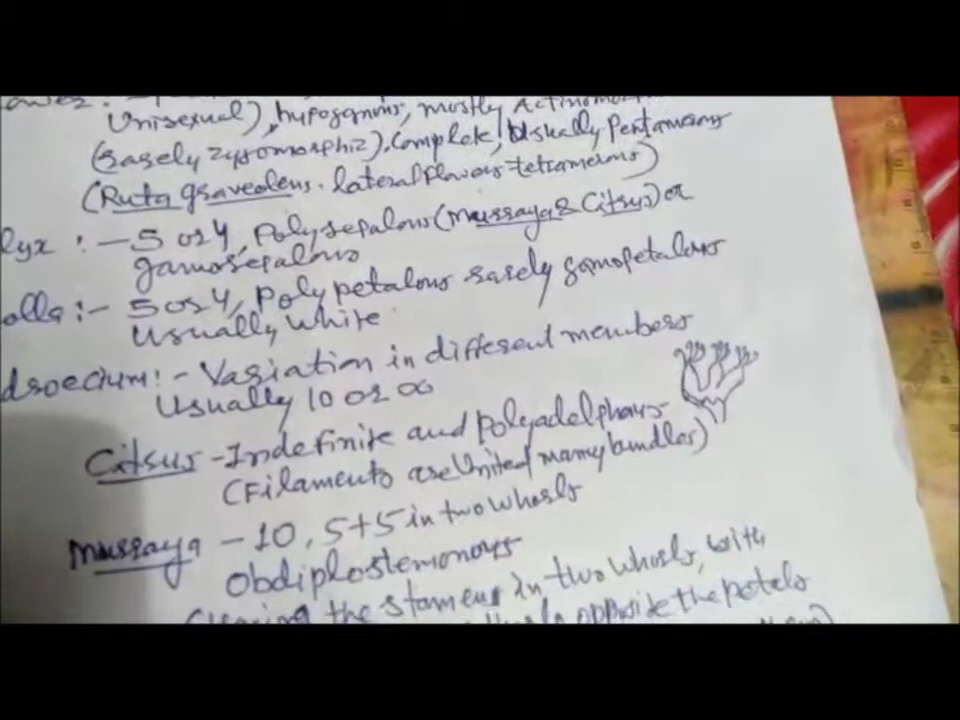 Unisexual), hypogynous, mostly Actinomor
(rarely zygomorphic). Complete, Usually Pentamerous
(Ruta graveolens. lateral flavous-tetramerous)
lyx :- 5 or 4, Polysepalous (Murraya & Citrus) or
gamosepalous
olla :- 5 or 4, Polypetalous rarely gamopetalous
Usually white
droecium :- Variation in different members
Usually 10 or ∞
Citrus - Indefinite and Polyadelphous
(Filaments are United many bundles)
Murraya - 10, 5+5 in two whorls
Obdiplostemonous
the stamens in two whorls, with
opposite the petals